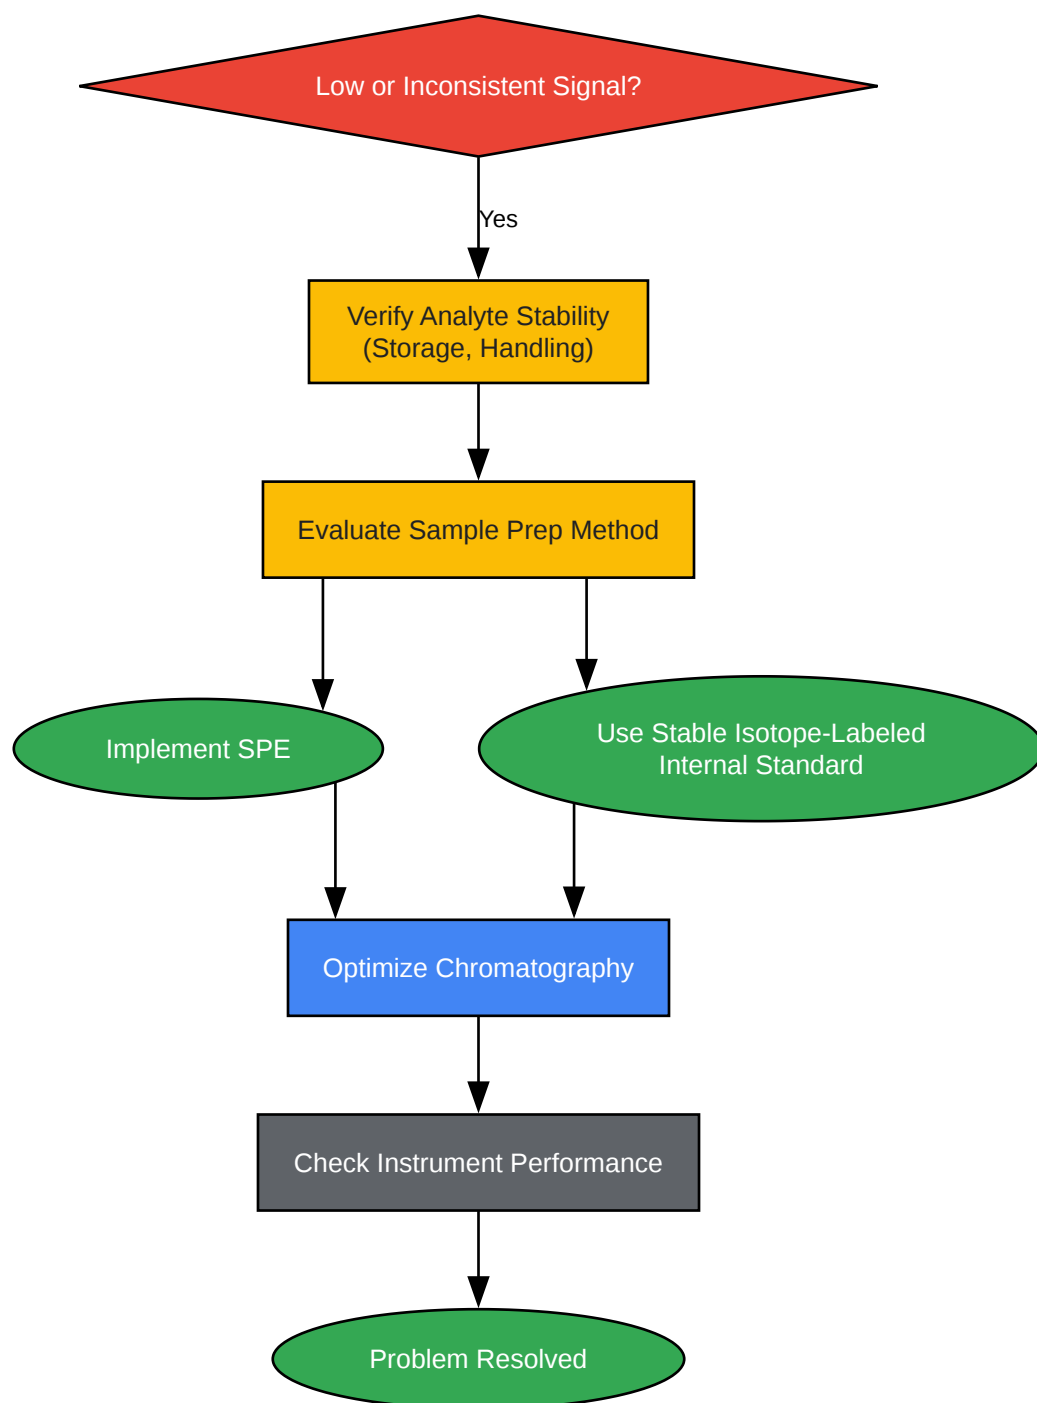 Low or Inconsistent Signal?
Yes
Verify Analyte Stability
(Storage, Handling)
Evaluate Sample Prep Method
Implement SPE
Use Stable Isotope-Labeled
Internal Standard
Optimize Chromatography
Check Instrument Performance
Problem Resolved